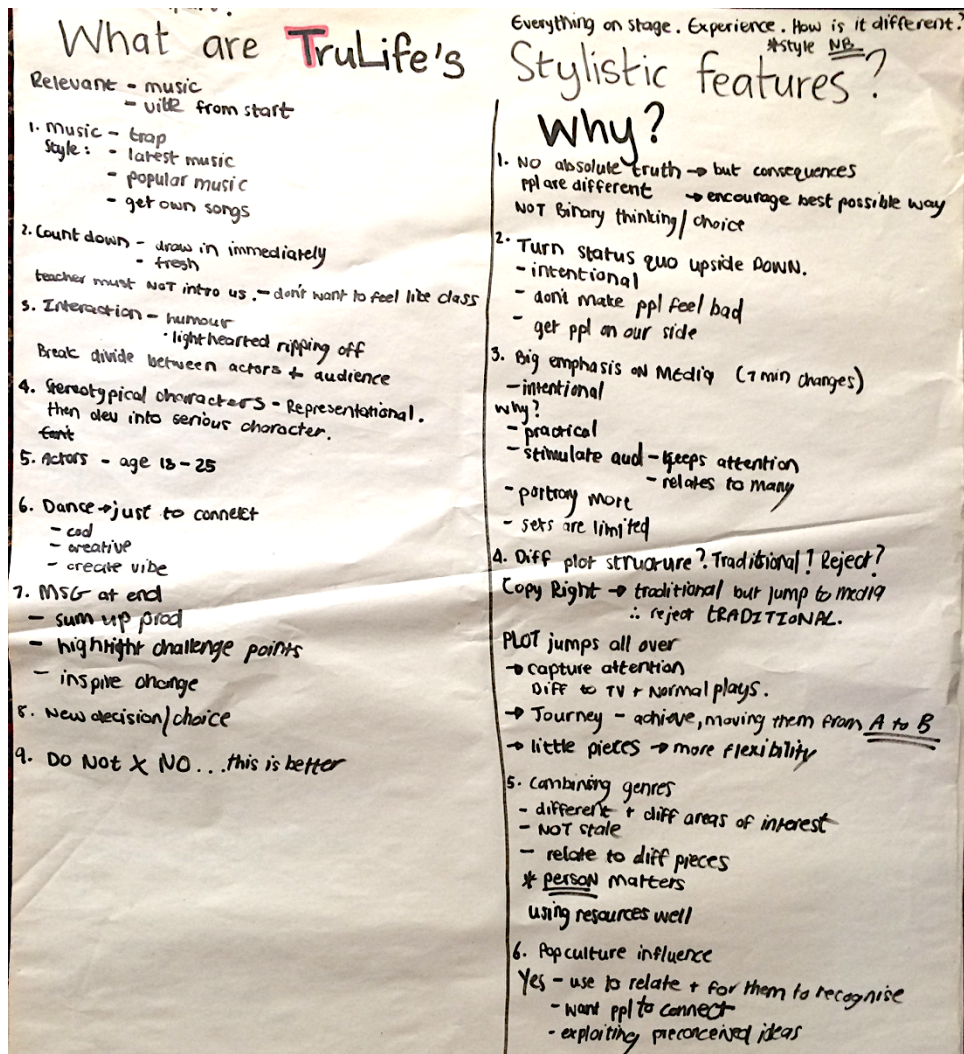 Everything on stage. Experience. How is it different?
*Style NB
What are TruLife's Stylistic features?
Relevant - music
- vibe from start
1. Music - trap
Style: - latest music
- popular music
- get own songs
2. Count down - draw in immediately
- fresh
teacher must NOT intro us. - don't want to feel like class
3. Interaction - humour
- lighthearted ripping off
Break divide between actors + audience
4. Stereotypical characters - Representational.
then dev into serious character.
5. Actors - age 18-25
6. Dance → just to connect
- cool
- creative
- create vibe
7. MSG at end
- sum up prod
- highlight challenge points
- inspire change
8. New decision/choice
9. DO NOT X NO... this is better
Why?
1. NO absolute truth → but consequences
ppl are different → encourage best possible way
NOT Binary thinking/choice
2. Turn status quo upside DOWN.
- intentional
- don't make ppl feel bad
- get ppl on our side
3. Big emphasis on Media (7 min changes)
- intentional
why?
- practical
- stimulate aud - keeps attention
- relates to many
- portray more
- sets are limited
4. Diff plot structure? Traditional? Reject?
Copy Right → traditional but jump to media
∴ reject TRADITIONAL.
PLOT jumps all over
→ capture attention
Diff to TV + Normal plays.
→ Journey - achieve, moving them from A to B
→ little pieces → more flexibility
5. Combining genres
- different + diff areas of interest
- NOT stale
- relate to diff pieces
* person matters
using resources well
6. Pop culture influence
Yes - use to relate + for them to recognise
- want ppl to connect
- exploiting preconceived ideas